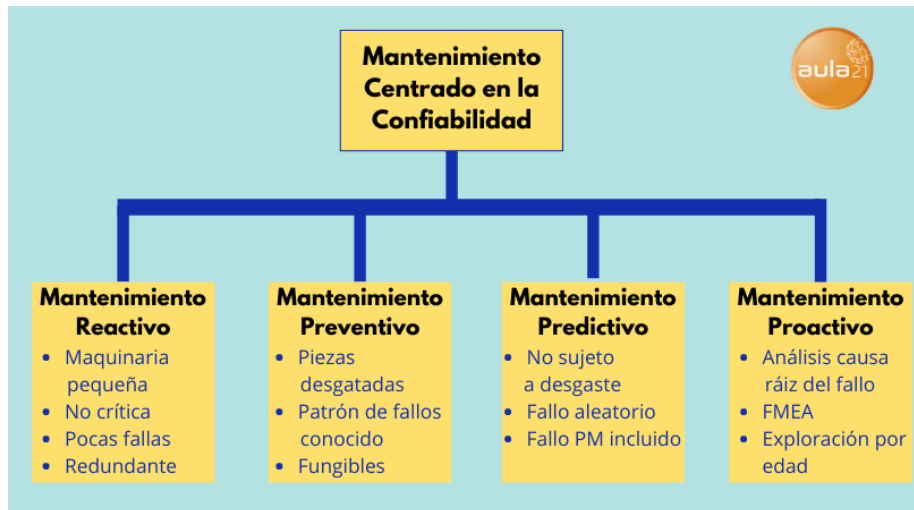 Mantenimiento
Centrado en la
Confiabilidad
aula21
Mantenimiento
Reactivo
• Maquinaria
pequeña
• No crítica
• Pocas fallas
• Redundante
Mantenimiento
Preventivo
• Piezas
desgatadas
• Patrón de fallos
conocido
• Fungibles
Mantenimiento
Predictivo
• No sujeto
a desgaste
• Fallo aleatorio
• Fallo PM incluido
Mantenimiento
Proactivo
• Análisis causa
ráiz del fallo
• FMEA
• Exploración por
edad